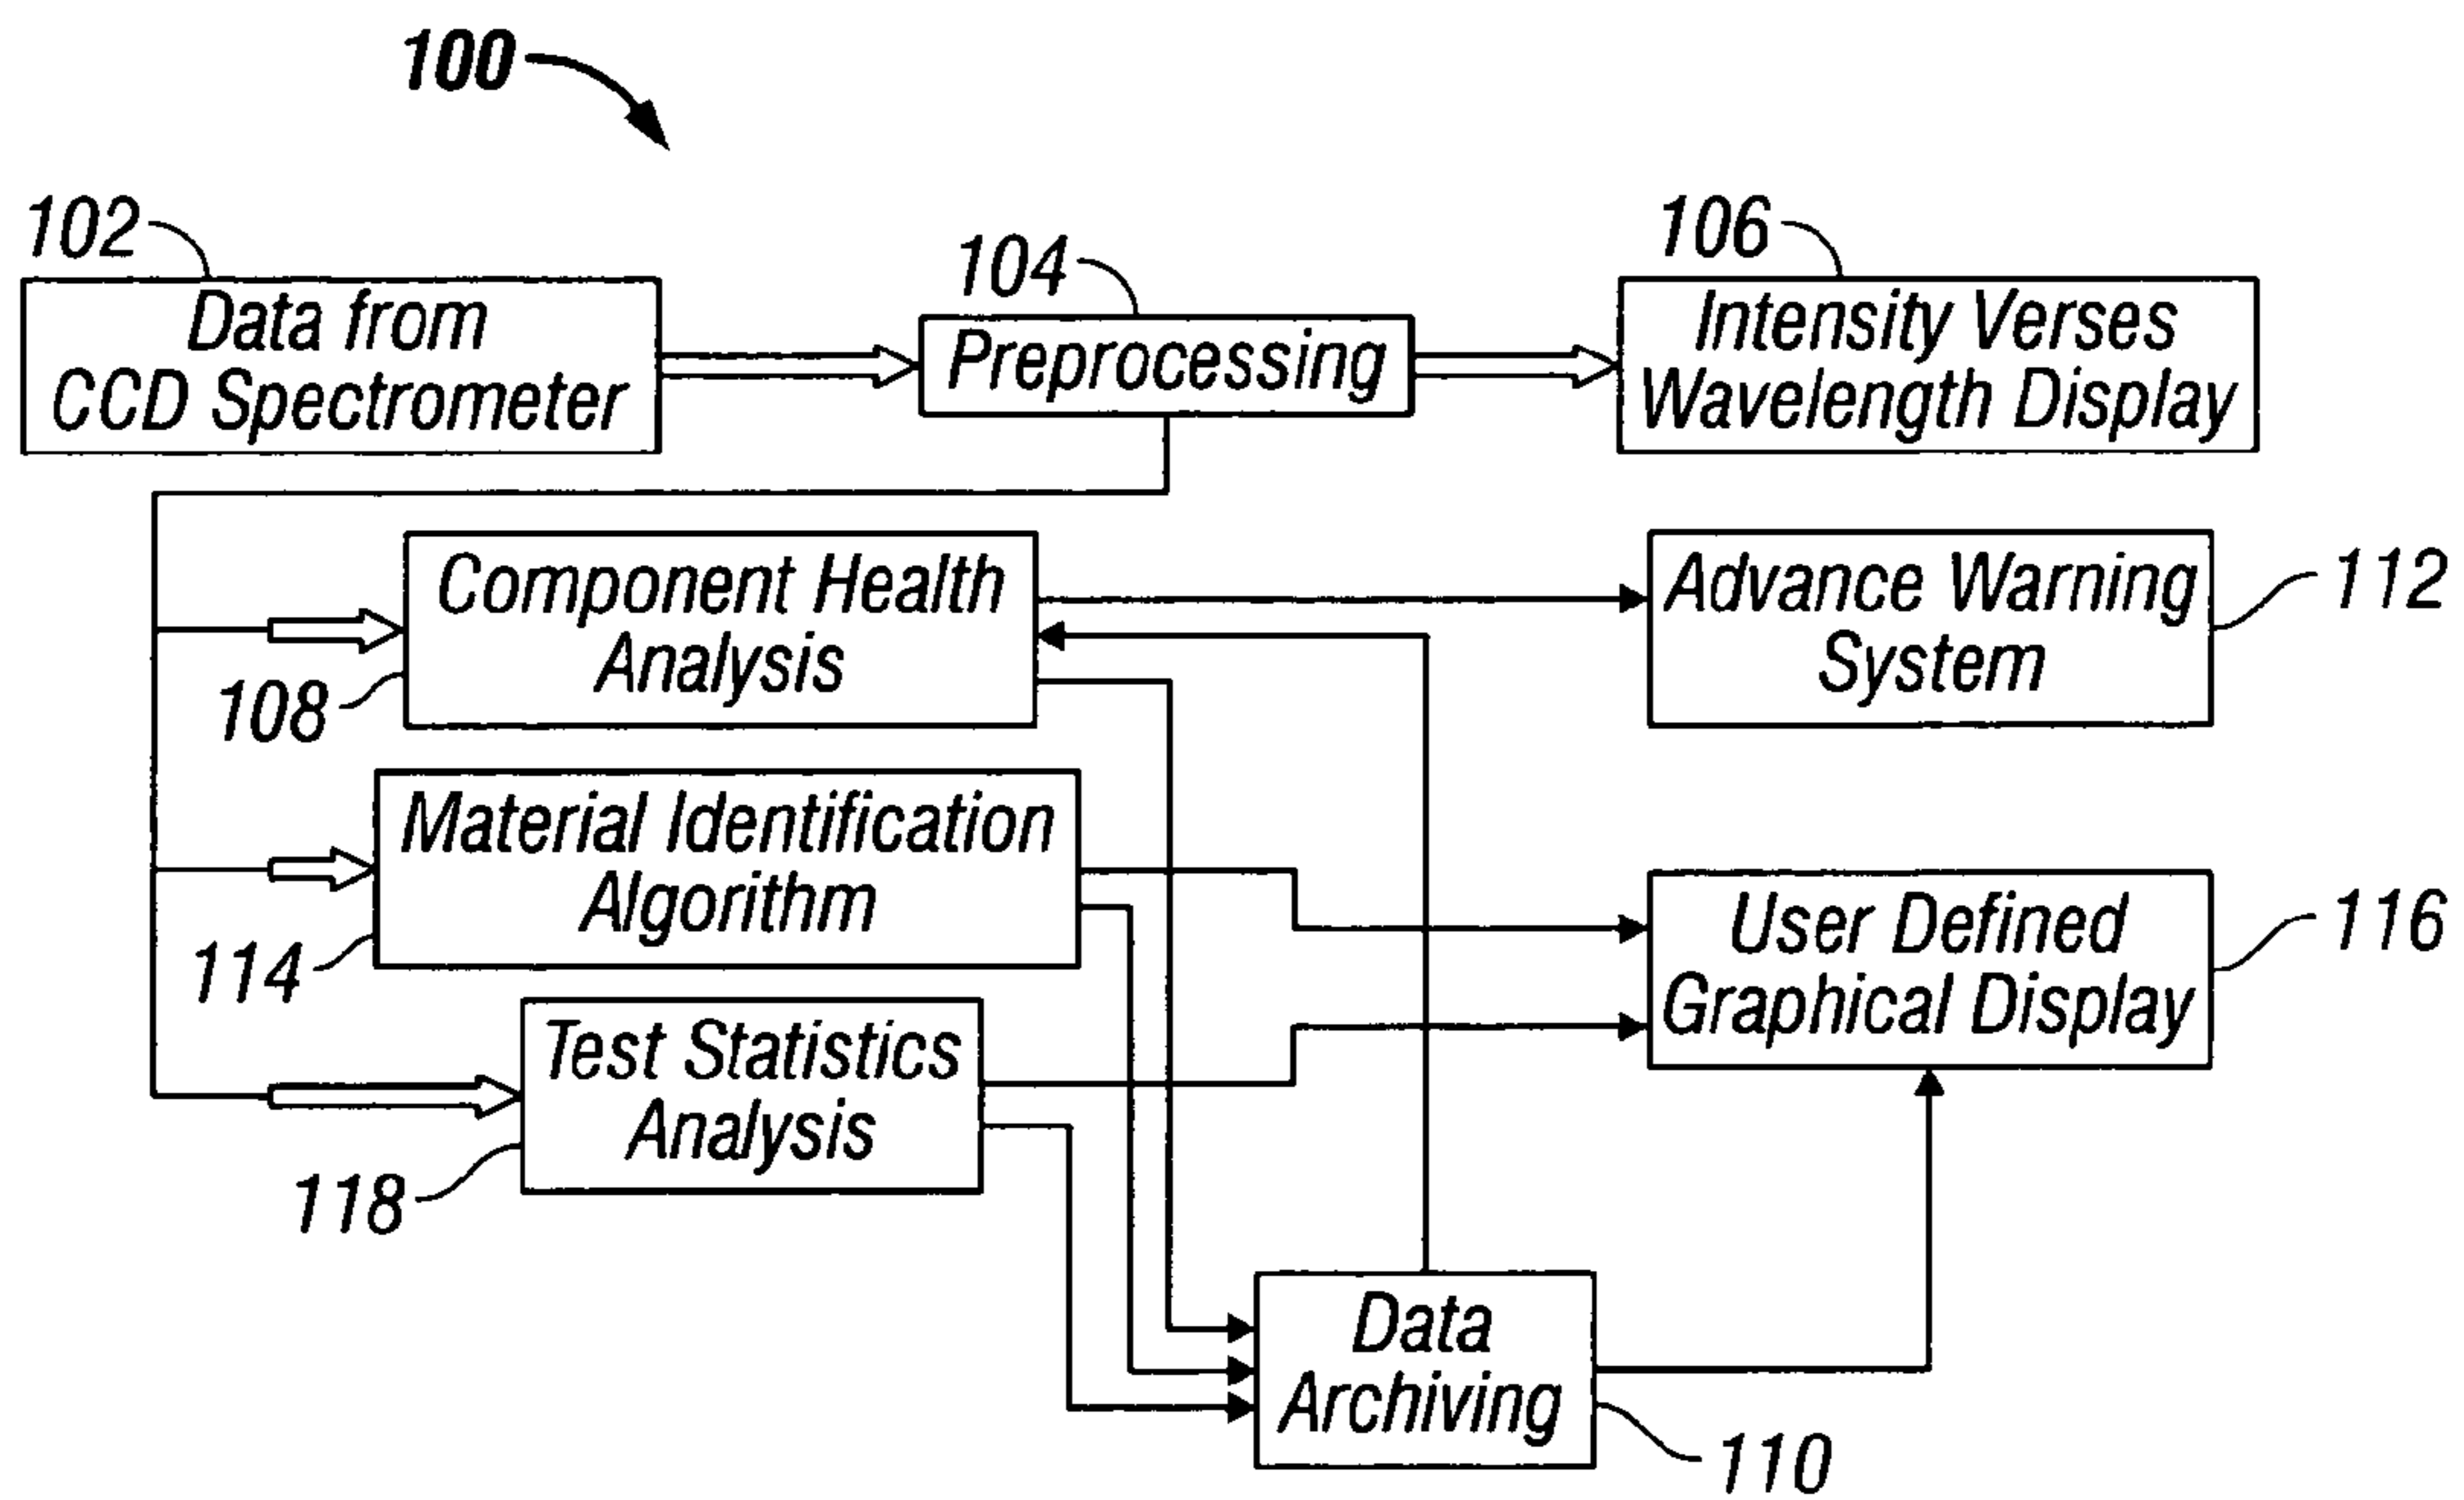 100
102
Data from
CCD Spectrometer
104
Preprocessing
106
Intensity Verses
Wavelength Display
Component Health
Analysis
108
Advance Warning
System
112
Material Identification
Algorithm
114
User Defined
Graphical Display
116
Test Statistics
Analysis
118
Data
Archiving
110